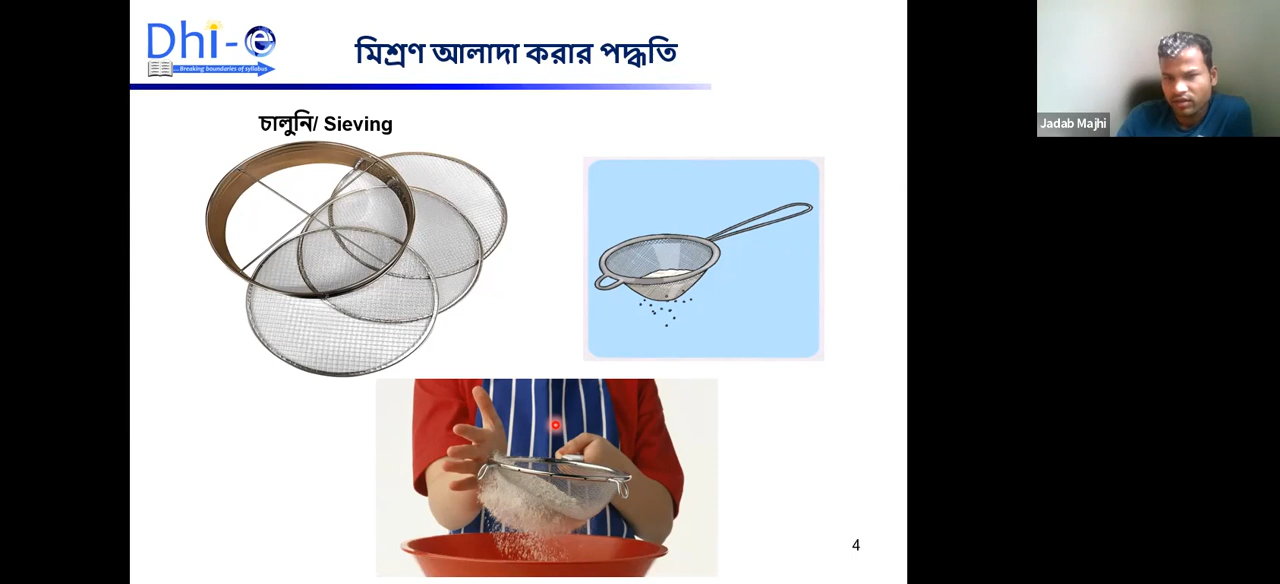 Dhi-e
...Breaking boundaries of syllabus
মিশ্রণ আলাদা করার পদ্ধতি
চালুনি/ Sieving
Jadab Majhi
4